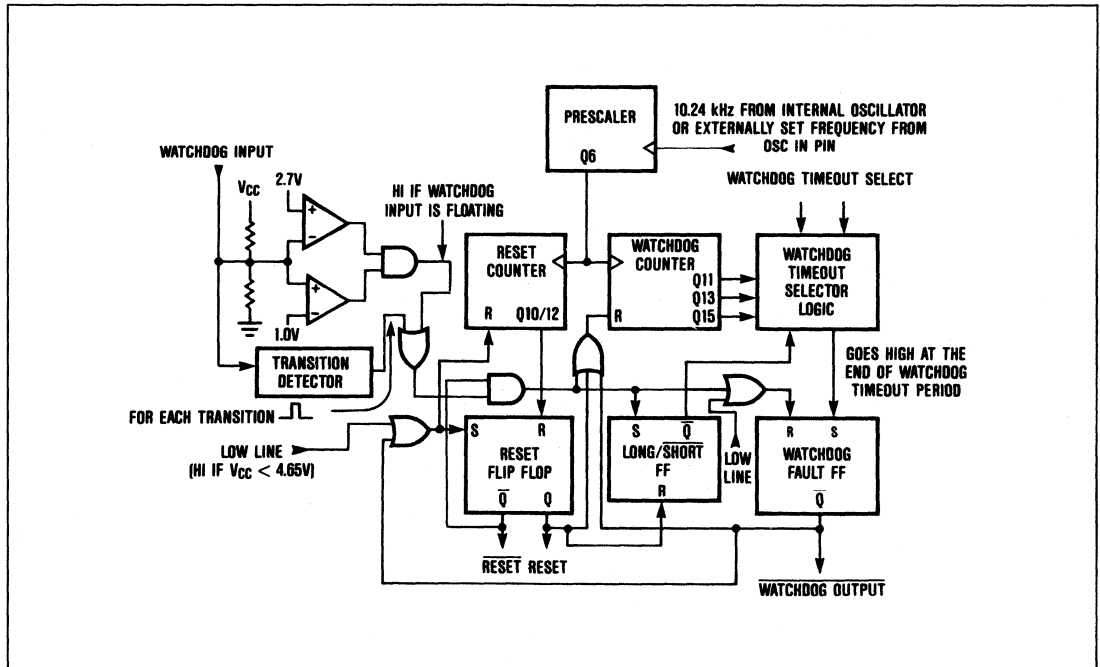 PRESCALER
Q6
10.24 kHz FROM INTERNAL OSCILLATOR
OR EXTERNALLY SET FREQUENCY FROM
OSC IN PIN
WATCHDOG INPUT
VCC
2.7V
+
−
+
−
1.0V
HI IF WATCHDOG
INPUT IS FLOATING
WATCHDOG TIMEOUT SELECT
RESET
COUNTER
R Q10/12
WATCHDOG
COUNTER
Q11
Q13
Q15
R
WATCHDOG
TIMEOUT
SELECTOR
LOGIC
TRANSITION
DETECTOR
GOES HIGH AT THE
END OF WATCHDOG
TIMEOUT PERIOD
FOR EACH TRANSITION
LOW LINE
(HI IF VCC < 4.65V)
S R
RESET
FLIP FLOP
Q̅ Q
S Q̅
LONG/S̅H̅O̅R̅T̅
FF
R
LOW
LINE
R S
WATCHDOG
FAULT FF
Q̅
R̅E̅S̅E̅T̅ RESET
W̅A̅T̅C̅H̅D̅O̅G̅ O̅U̅T̅P̅U̅T̅